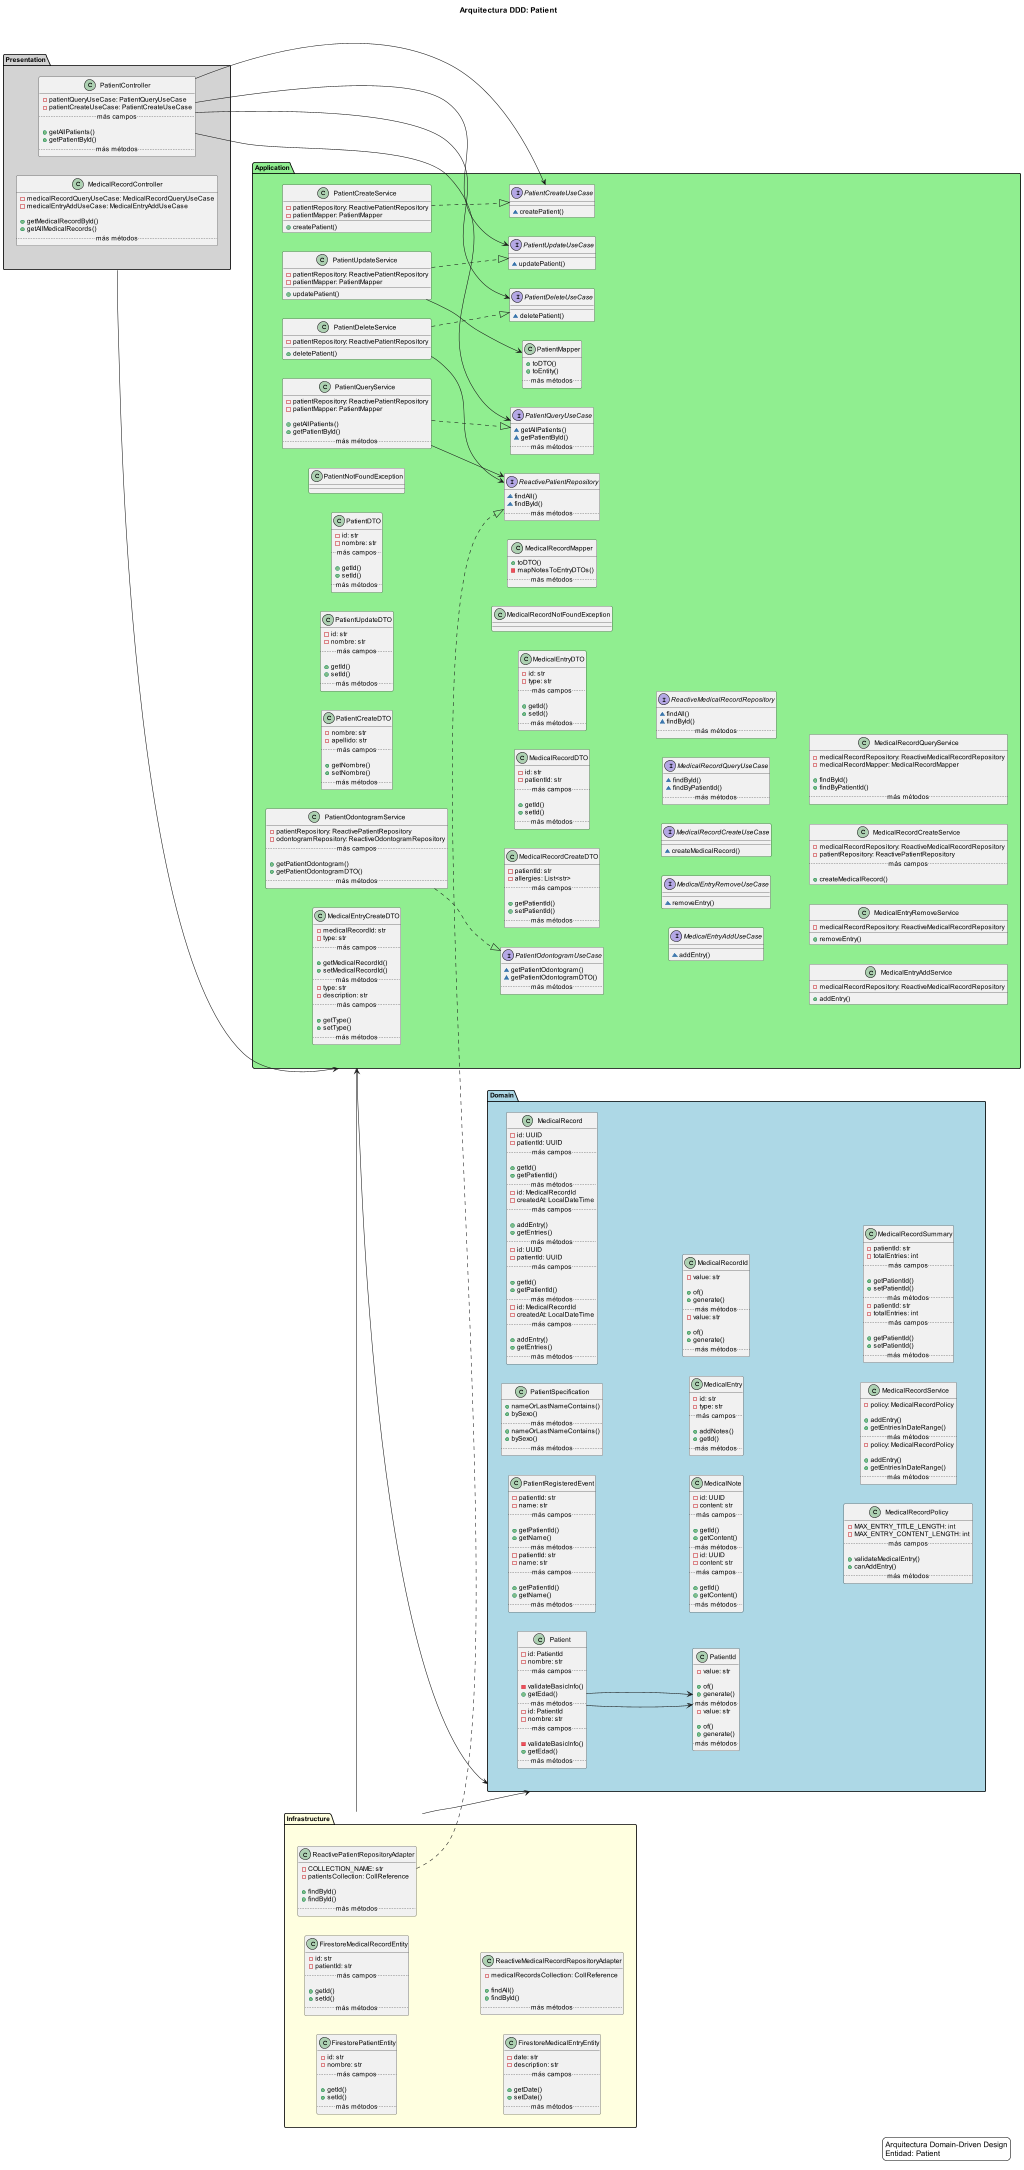 Arquitectura DDD: Patient
Presentation
C PatientController
patientQueryUseCase: PatientQueryUseCase
patientCreateUseCase: PatientCreateUseCase
más campos
getAllPatients()
getPatientById()
más métodos
C MedicalRecordController
medicalRecordQueryUseCase: MedicalRecordQueryUseCase
medicalEntryAddUseCase: MedicalEntryAddUseCase
getMedicalRecordById()
getAllMedicalRecords()
más métodos
Application
C PatientCreateService
patientRepository: ReactivePatientRepository
patientMapper: PatientMapper
createPatient()
C PatientUpdateService
patientRepository: ReactivePatientRepository
patientMapper: PatientMapper
updatePatient()
C PatientDeleteService
patientRepository: ReactivePatientRepository
deletePatient()
C PatientQueryService
patientRepository: ReactivePatientRepository
patientMapper: PatientMapper
getAllPatients()
getPatientById()
más métodos
C PatientNotFoundException
C PatientDTO
id: str
nombre: str
más campos
getId()
setId()
más métodos
C PatientUpdateDTO
id: str
nombre: str
más campos
getId()
setId()
más métodos
C PatientCreateDTO
nombre: str
apellido: str
más campos
getNombre()
setNombre()
más métodos
C PatientOdontogramService
patientRepository: ReactivePatientRepository
odontogramRepository: ReactiveOdontogramRepository
más campos
getPatientOdontogram()
getPatientOdontogramDTO()
más métodos
C MedicalEntryCreateDTO
medicalRecordId: str
type: str
más campos
getMedicalRecordId()
setMedicalRecordId()
más métodos
type: str
description: str
más campos
getType()
setType()
más métodos
I PatientCreateUseCase
createPatient()
I PatientUpdateUseCase
updatePatient()
I PatientDeleteUseCase
deletePatient()
C PatientMapper
toDTO()
toEntity()
más métodos
I PatientQueryUseCase
getAllPatients()
getPatientById()
más métodos
I ReactivePatientRepository
findAll()
findById()
más métodos
C MedicalRecordMapper
toDTO()
mapNotesToEntryDTOs()
más métodos
C MedicalRecordNotFoundException
C MedicalEntryDTO
id: str
type: str
más campos
getId()
setId()
más métodos
C MedicalRecordDTO
id: str
patientId: str
más campos
getId()
setId()
más métodos
C MedicalRecordCreateDTO
patientId: str
allergies: List<str>
más campos
getPatientId()
setPatientId()
más métodos
I PatientOdontogramUseCase
getPatientOdontogram()
getPatientOdontogramDTO()
más métodos
I ReactiveMedicalRecordRepository
findAll()
findById()
más métodos
I MedicalRecordQueryUseCase
findById()
findByPatientId()
más métodos
I MedicalRecordCreateUseCase
createMedicalRecord()
I MedicalEntryRemoveUseCase
removeEntry()
I MedicalEntryAddUseCase
addEntry()
C MedicalRecordQueryService
medicalRecordRepository: ReactiveMedicalRecordRepository
medicalRecordMapper: MedicalRecordMapper
findById()
findByPatientId()
más métodos
C MedicalRecordCreateService
medicalRecordRepository: ReactiveMedicalRecordRepository
patientRepository: ReactivePatientRepository
más campos
createMedicalRecord()
C MedicalEntryRemoveService
medicalRecordRepository: ReactiveMedicalRecordRepository
removeEntry()
C MedicalEntryAddService
medicalRecordRepository: ReactiveMedicalRecordRepository
addEntry()
Domain
C MedicalRecord
id: UUID
patientId: UUID
más campos
getId()
getPatientId()
más métodos
id: MedicalRecordId
createdAt: LocalDateTime
más campos
addEntry()
getEntries()
más métodos
id: UUID
patientId: UUID
más campos
getId()
getPatientId()
más métodos
id: MedicalRecordId
createdAt: LocalDateTime
más campos
addEntry()
getEntries()
más métodos
C PatientSpecification
nameOrLastNameContains()
bySexo()
más métodos
nameOrLastNameContains()
bySexo()
más métodos
C PatientRegisteredEvent
patientId: str
name: str
más campos
getPatientId()
getName()
más métodos
patientId: str
name: str
más campos
getPatientId()
getName()
más métodos
C Patient
id: PatientId
nombre: str
más campos
validateBasicInfo()
getEdad()
más métodos
id: PatientId
nombre: str
más campos
validateBasicInfo()
getEdad()
más métodos
C MedicalRecordId
value: str
of()
generate()
más métodos
value: str
of()
generate()
más métodos
C MedicalEntry
id: str
type: str
más campos
addNotes()
getId()
más métodos
C MedicalNote
id: UUID
content: str
más campos
getId()
getContent()
más métodos
id: UUID
content: str
más campos
getId()
getContent()
más métodos
C PatientId
value: str
of()
generate()
más métodos
value: str
of()
generate()
más métodos
C MedicalRecordSummary
patientId: str
totalEntries: int
más campos
getPatientId()
setPatientId()
más métodos
patientId: str
totalEntries: int
más campos
getPatientId()
setPatientId()
más métodos
C MedicalRecordService
policy: MedicalRecordPolicy
addEntry()
getEntriesInDateRange()
más métodos
policy: MedicalRecordPolicy
addEntry()
getEntriesInDateRange()
más métodos
C MedicalRecordPolicy
MAX_ENTRY_TITLE_LENGTH: int
MAX_ENTRY_CONTENT_LENGTH: int
más campos
validateMedicalEntry()
canAddEntry()
más métodos
Infrastructure
C ReactivePatientRepositoryAdapter
COLLECTION_NAME: str
patientsCollection: CollReference
findById()
findById()
más métodos
C FirestoreMedicalRecordEntity
id: str
patientId: str
más campos
getId()
setId()
más métodos
C FirestorePatientEntity
id: str
nombre: str
más campos
getId()
setId()
más métodos
C ReactiveMedicalRecordRepositoryAdapter
medicalRecordsCollection: CollReference
findAll()
findById()
más métodos
C FirestoreMedicalEntryEntity
date: str
description: str
más campos
getDate()
setDate()
más métodos
Arquitectura Domain-Driven Design
Entidad: Patient